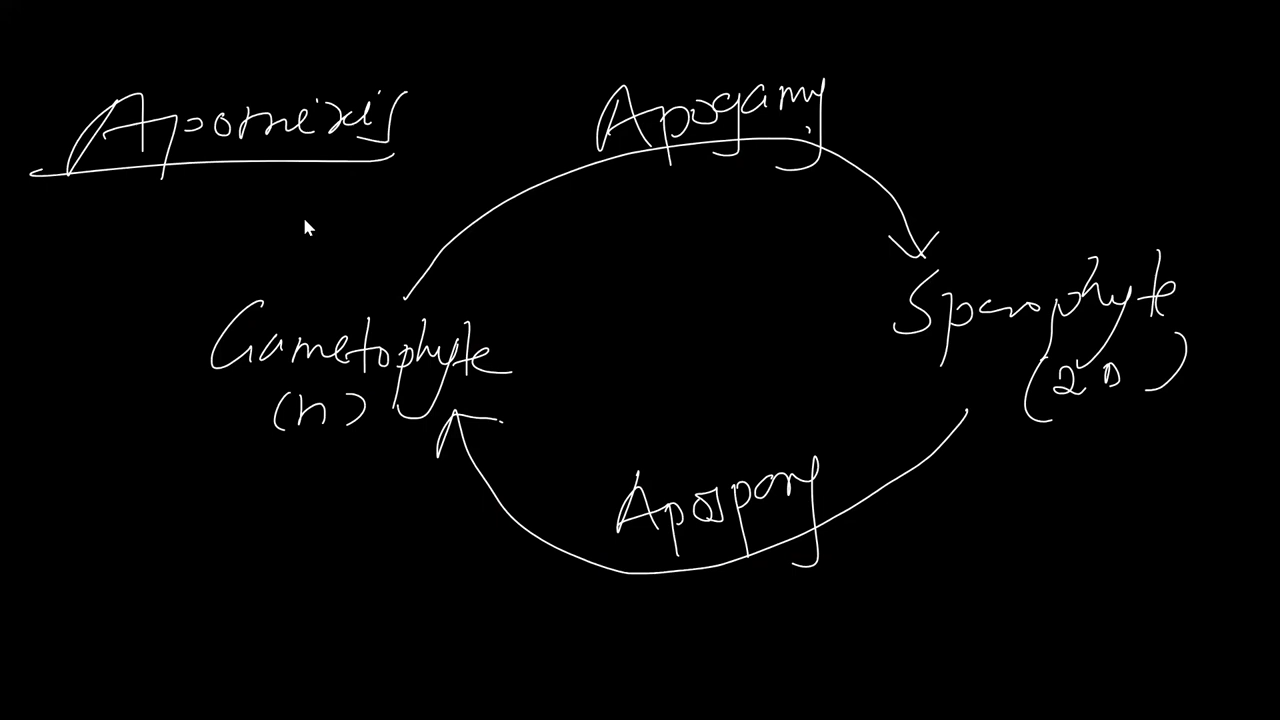 Apomixis
Apogamy
Gametophyte
(n)
Sporophyte
(2n)
Apospory